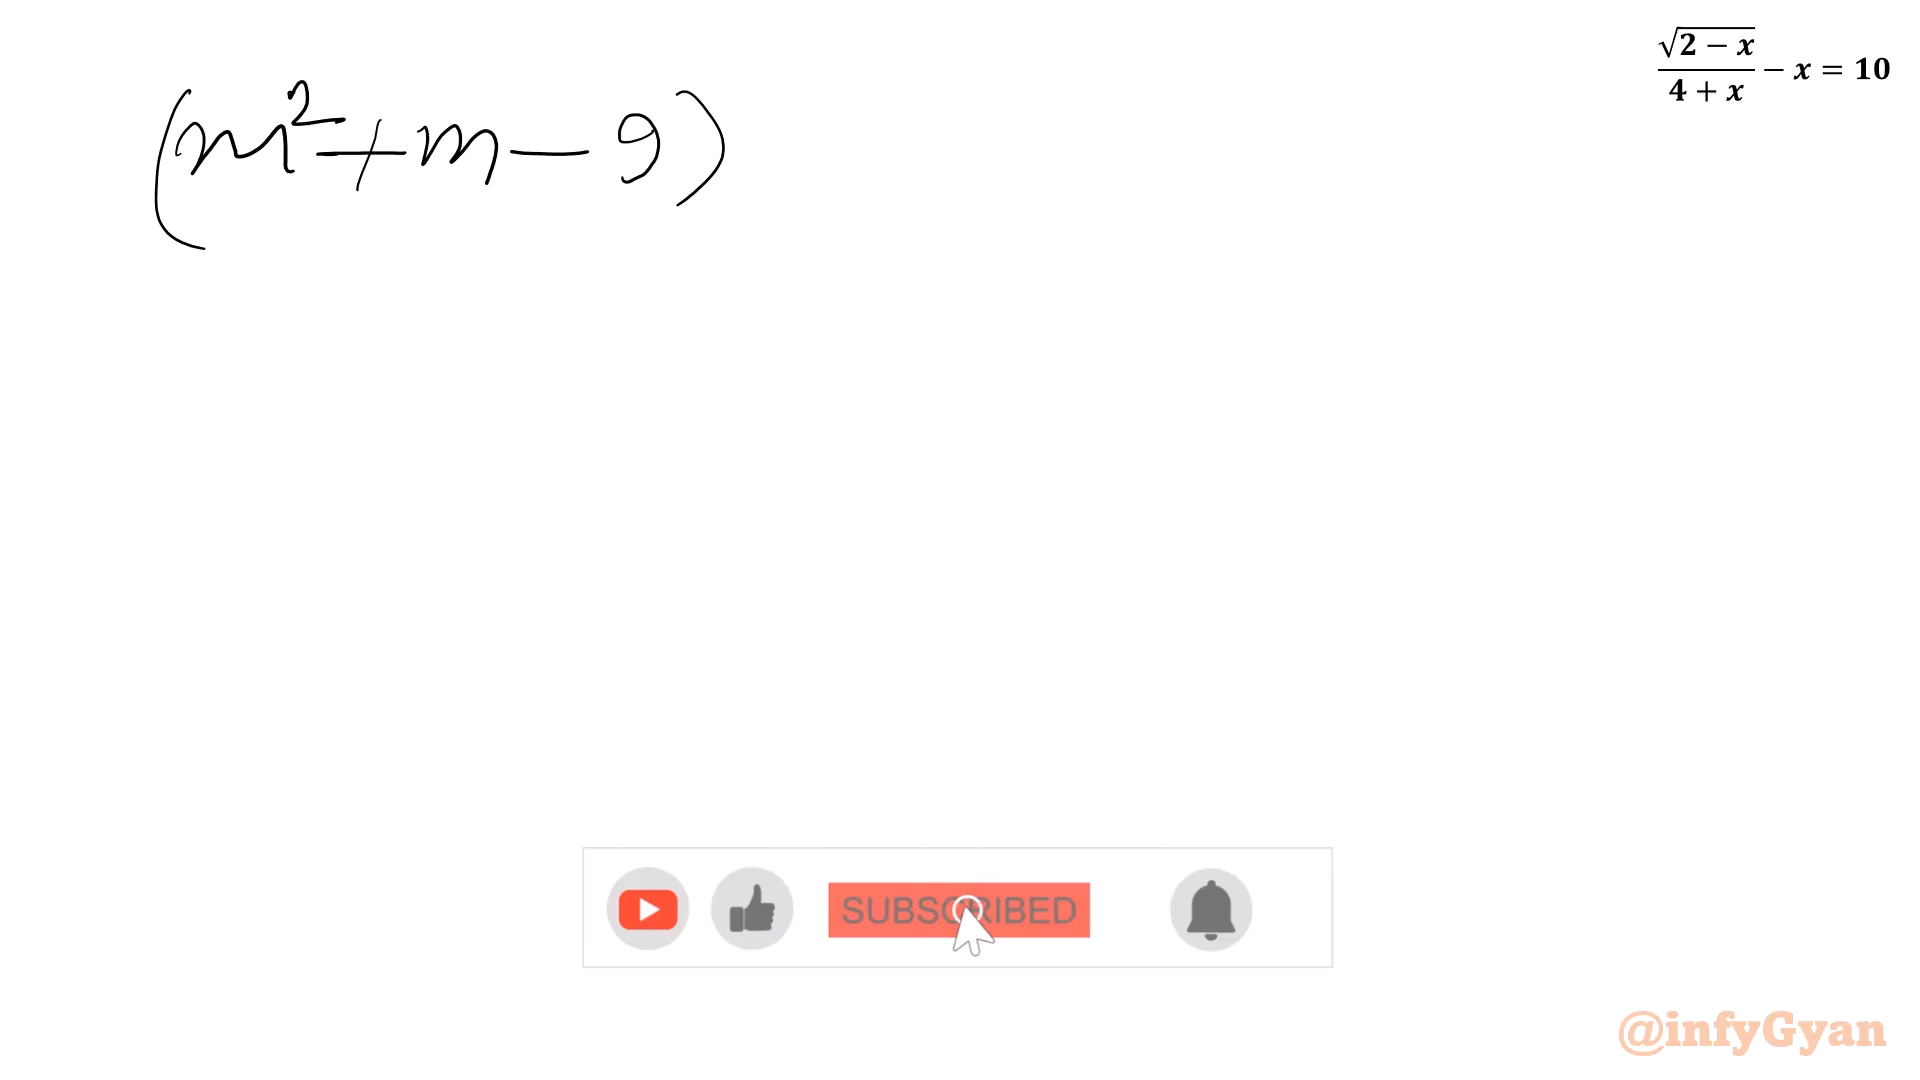 √(2 − x) / (4 + x) − x = 10
(m² + m − 9)
SUBSCRIBED
@infyGyan